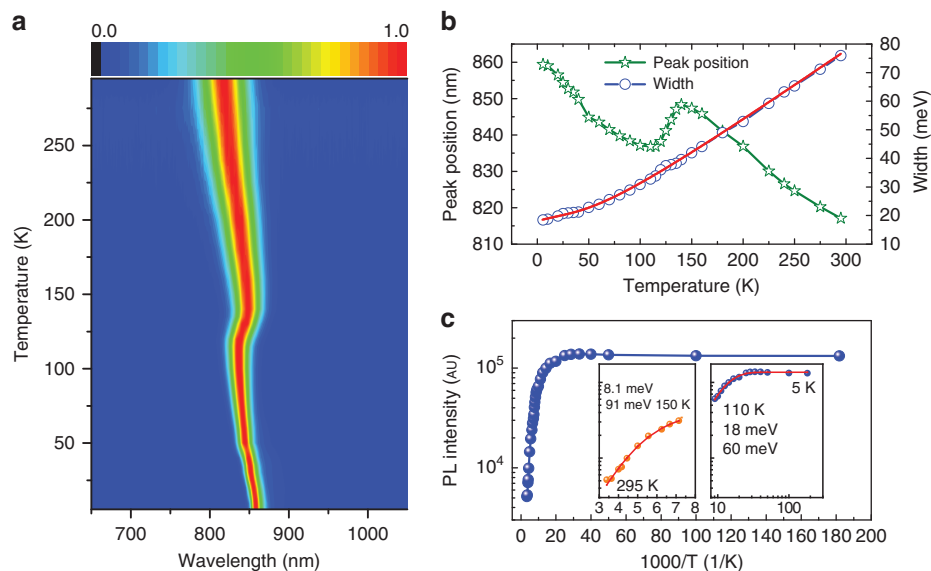 a
0.0 1.0
250
200
150
100
50
Temperature (K)
700 800 900 1000
Wavelength (nm)
b
860
850
840
830
820
810
Peak position (nm)
Peak position
Width
80
70
60
50
40
30
20
10
Width (meV)
0 50 100 150 200 250 300
Temperature (K)
c
10^5
10^4
PL intensity (AU)
8.1 meV
91 meV 150 K
295 K
3 4 5 6 7 8
5 K
110 K
18 meV
60 meV
10 100
0 20 40 60 80 100 120 140 160 180 200
1000/T (1/K)